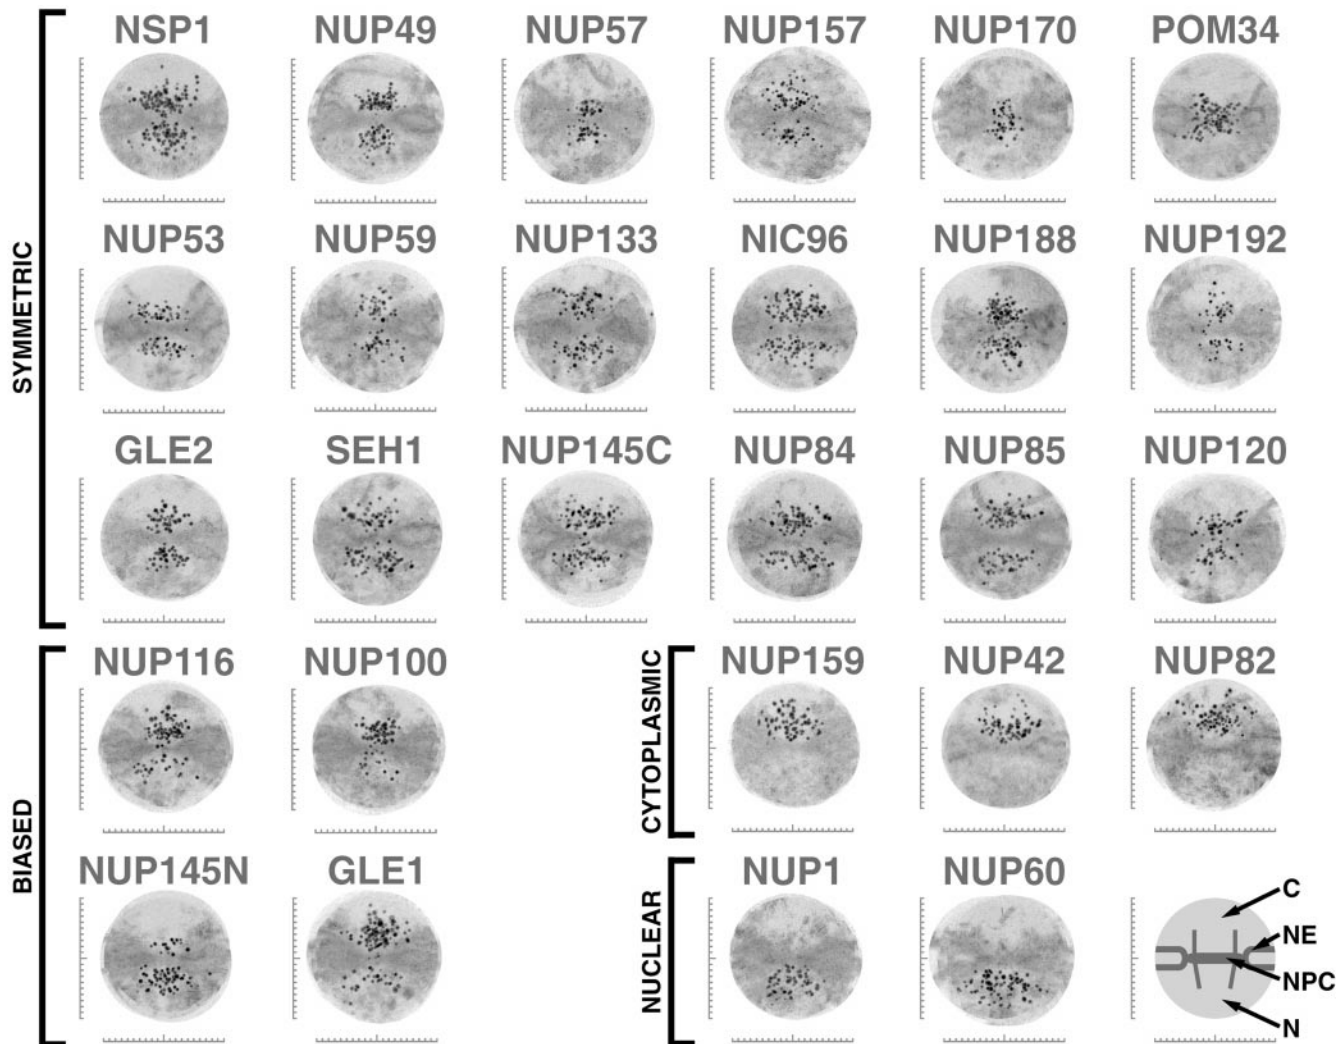 NSP1 NUP49 NUP57 NUP157 NUP170 POM34
SYMMETRIC
NUP53 NUP59 NUP133 NIC96 NUP188 NUP192
GLE2 SEH1 NUP145C NUP84 NUP85 NUP120
BIASED
NUP116 NUP100
CYTOPLASMIC
NUP159 NUP42 NUP82
NUP145N GLE1
NUCLEAR
NUP1 NUP60
C
NE
NPC
N